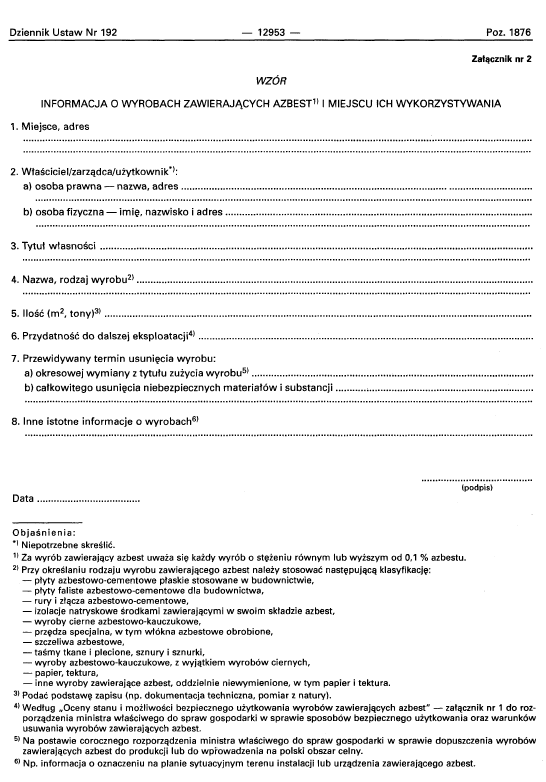 Dziennik Ustaw Nr 192 — 12953 — Poz. 1876
Załącznik nr 2
WZÓR
INFORMACJA O WYROBACH ZAWIERAJĄCYCH AZBEST1) I MIEJSCU ICH WYKORZYSTYWANIA
1. Miejsce, adres
2. Właściciel/zarządca/użytkownik*):
a) osoba prawna — nazwa, adres
b) osoba fizyczna — imię, nazwisko i adres
3. Tytuł własności
4. Nazwa, rodzaj wyrobu2)
5. Ilość (m2, tony)3)
6. Przydatność do dalszej eksploatacji4)
7. Przewidywany termin usunięcia wyrobu:
a) okresowej wymiany z tytułu zużycia wyrobu5)
b) całkowitego usunięcia niebezpiecznych materiałów i substancji
8. Inne istotne informacje o wyrobach6)
(podpis)
Data
Objaśnienia:
*) Niepotrzebne skreślić.
1) Za wyrób zawierający azbest uważa się każdy wyrób o stężeniu równym lub wyższym od 0,1 % azbestu.
2) Przy określaniu rodzaju wyrobu zawierającego azbest należy stosować następującą klasyfikację:
— płyty azbestowo-cementowe płaskie stosowane w budownictwie,
— płyty faliste azbestowo-cementowe dla budownictwa,
— rury i złącza azbestowo-cementowe,
— izolacje natryskowe środkami zawierającymi w swoim składzie azbest,
— wyroby cierne azbestowo-kauczukowe,
— przędza specjalna, w tym włókna azbestowe obrobione,
— szczeliwa azbestowe,
— taśmy tkane i plecione, sznury i sznurki,
— wyroby azbestowo-kauczukowe, z wyjątkiem wyrobów ciernych,
— papier, tektura,
— inne wyroby zawierające azbest, oddzielnie niewymienione, w tym papier i tektura.
3) Podać podstawę zapisu (np. dokumentacja techniczna, pomiar z natury).
4) Według „Oceny stanu i możliwości bezpiecznego użytkowania wyrobów zawierających azbest” — załącznik nr 1 do roz-
porządzenia ministra właściwego do spraw gospodarki w sprawie sposobów bezpiecznego użytkowania oraz warunków
usuwania wyrobów zawierających azbest.
5) Na postawie corocznego rozporządzenia ministra właściwego do spraw gospodarki w sprawie dopuszczenia wyrobów
zawierających azbest do produkcji lub do wprowadzenia na polski obszar celny.
6) Np. informacja o oznaczeniu na planie sytuacyjnym terenu instalacji lub urządzenia zawierającego azbest.